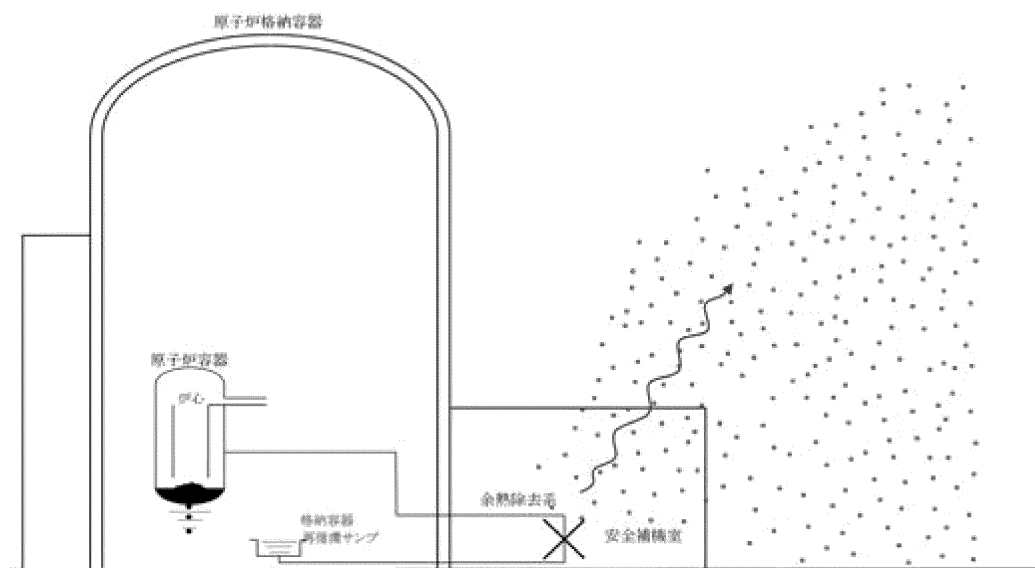 原子炉格納容器
原子炉容器
炉心
余熱除去系
格納容器
再循環サンプ
安全補機室